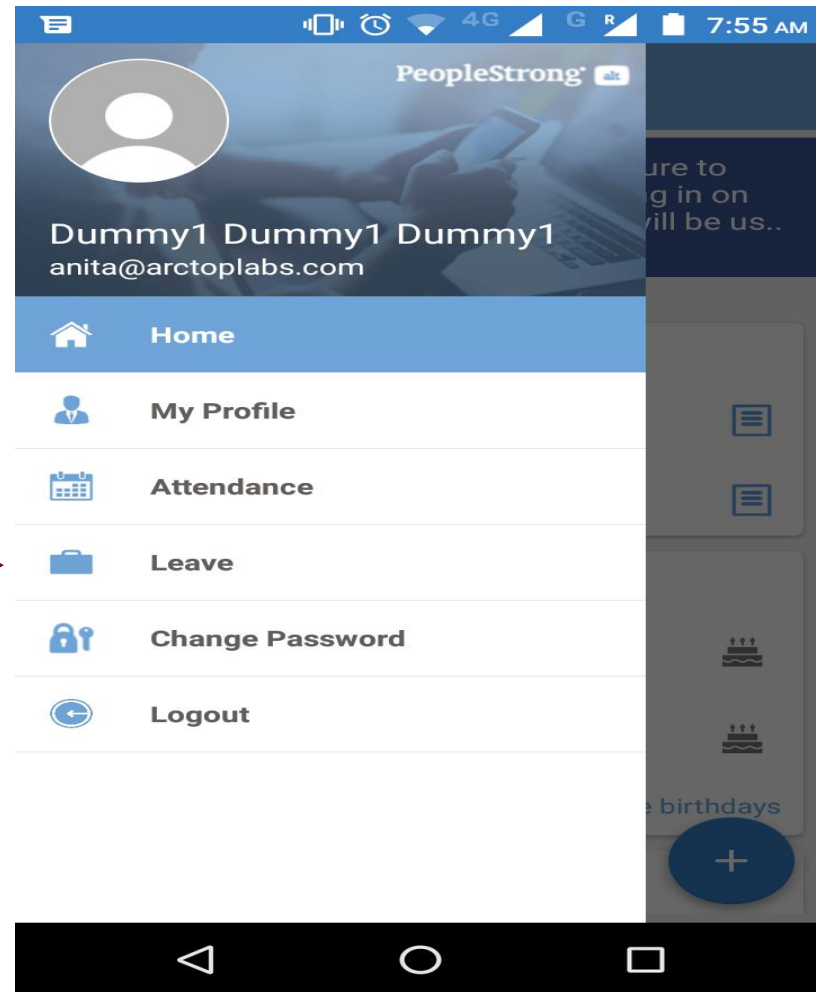 4G G R 7:55 AM
PeopleStrong alt
ure to
g in on
ill be us..
Dummy1 Dummy1 Dummy1
anita@arctoplabs.com
Home
My Profile
Attendance
Leave
Change Password
Logout
birthdays